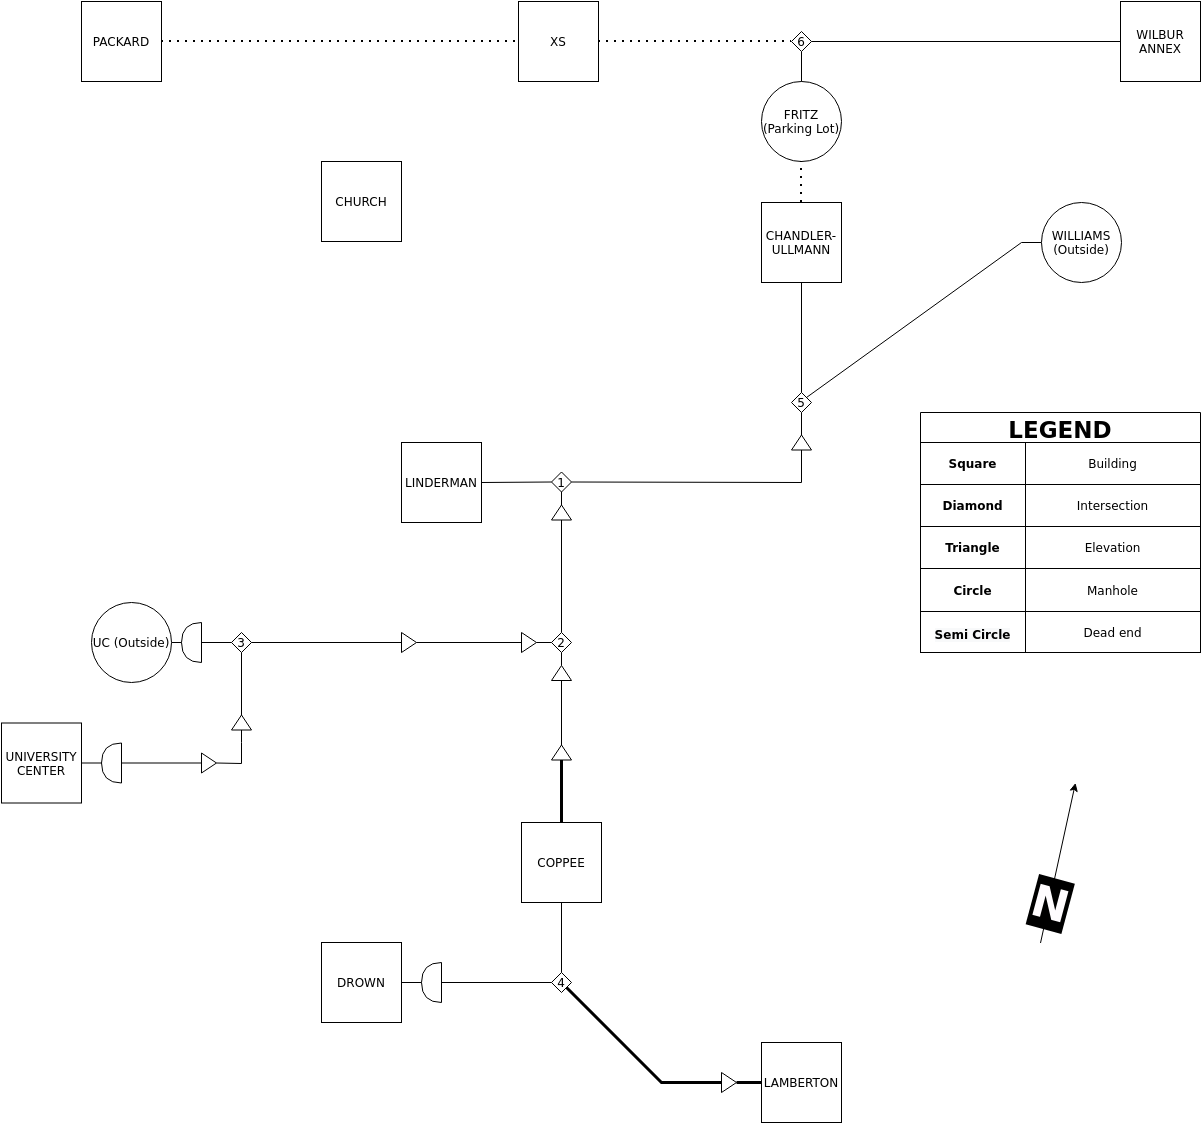 PACKARD
XS
6
WILBUR
ANNEX
FRITZ
(Parking Lot)
CHURCH
CHANDLER-
ULLMANN
WILLIAMS
(Outside)
5
LINDERMAN
1
LEGEND
Square Building
Diamond Intersection
Triangle Elevation
Circle Manhole
Semi Circle Dead end
UC (Outside)
3
2
UNIVERSITY
CENTER
COPPEE
N
DROWN
4
LAMBERTON